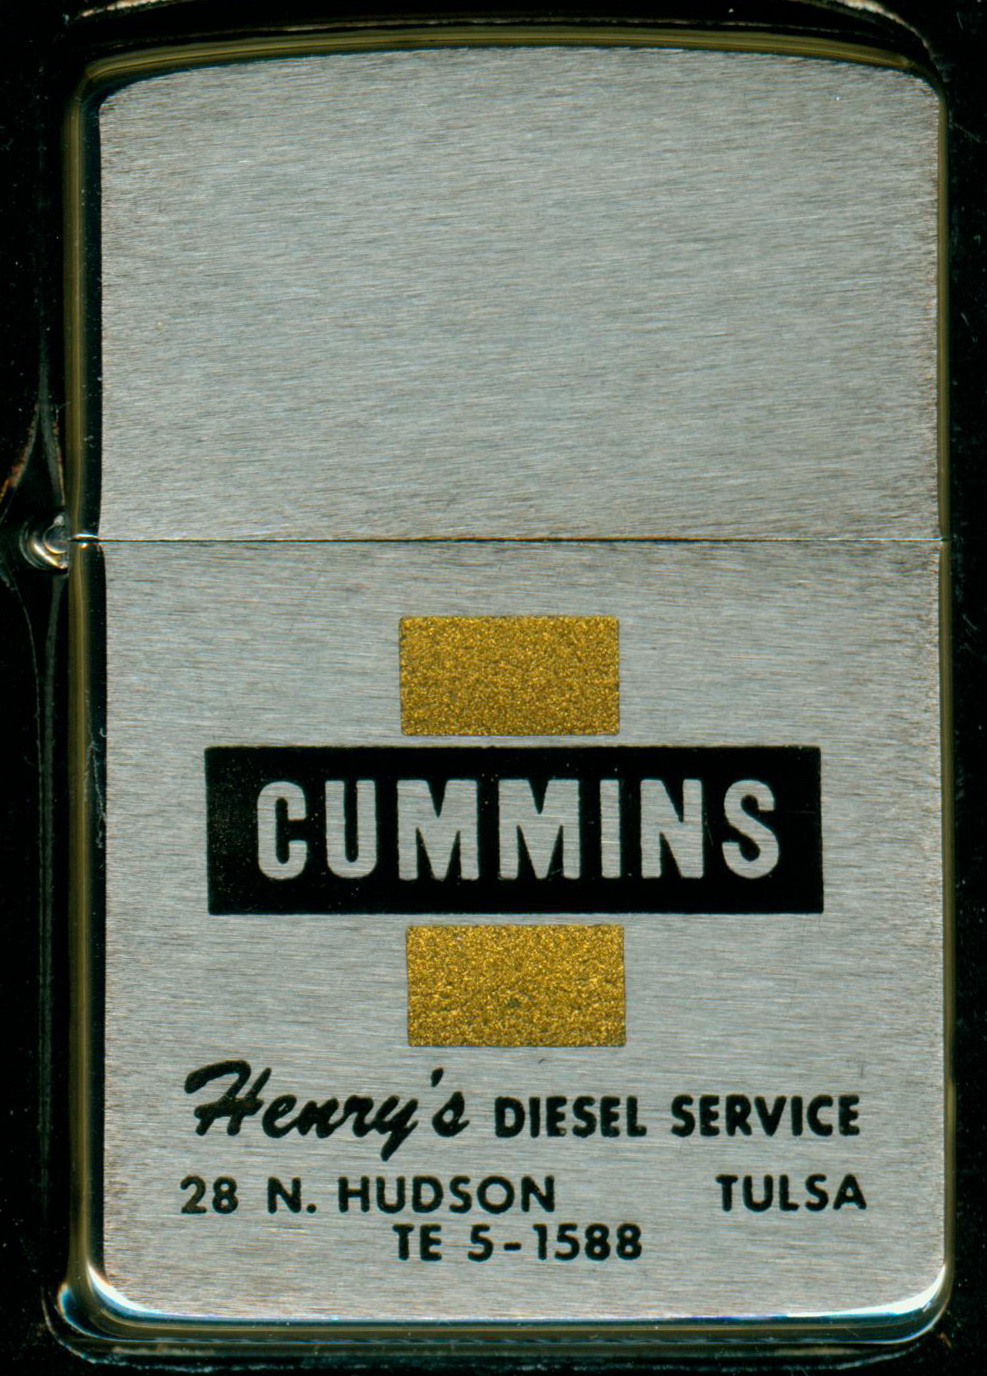 CUMMINS
Henry's DIESEL SERVICE
28 N. HUDSON TULSA
TE 5-1588